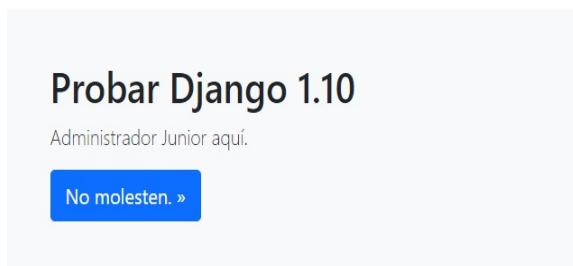 Probar Django 1.10
Administrador Junior aquí.
No molesten. »